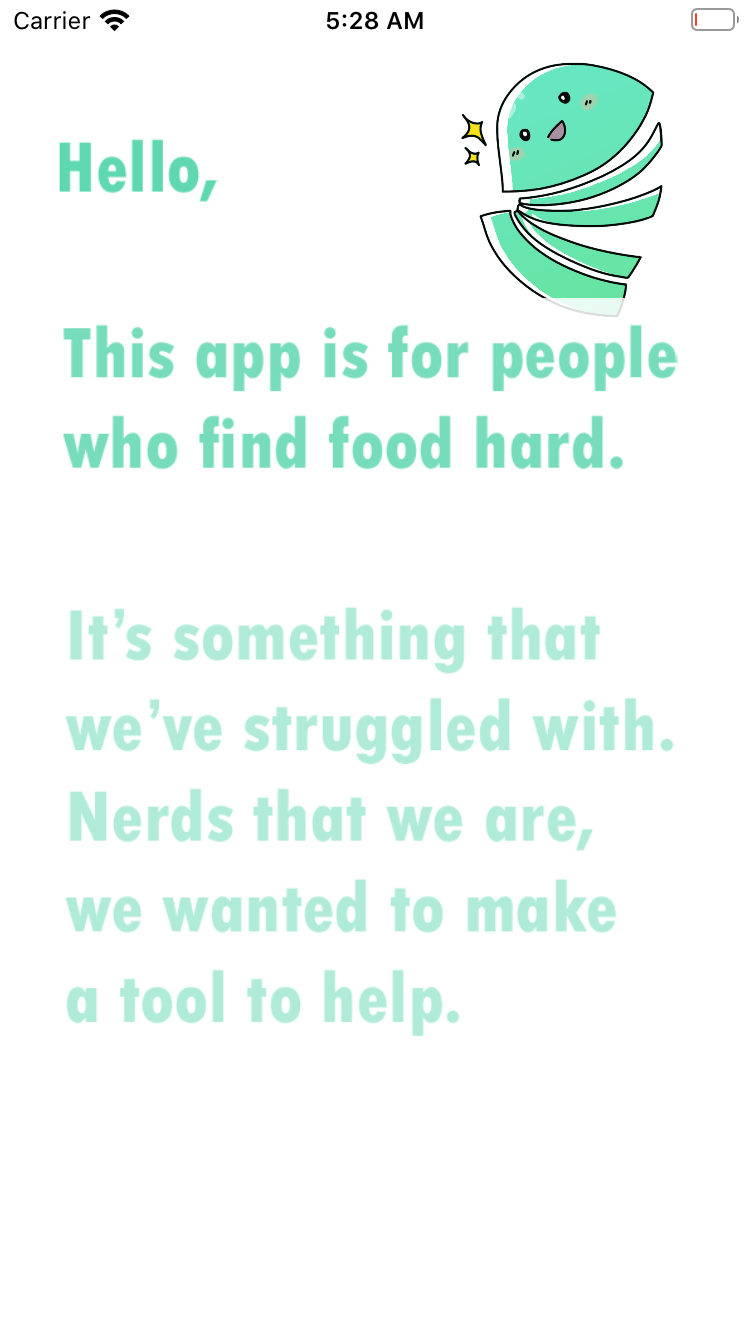 Carrier 5:28 AM
Hello,
This app is for people
who find food hard.
It’s something that
we’ve struggled with.
Nerds that we are,
we wanted to make
a tool to help.